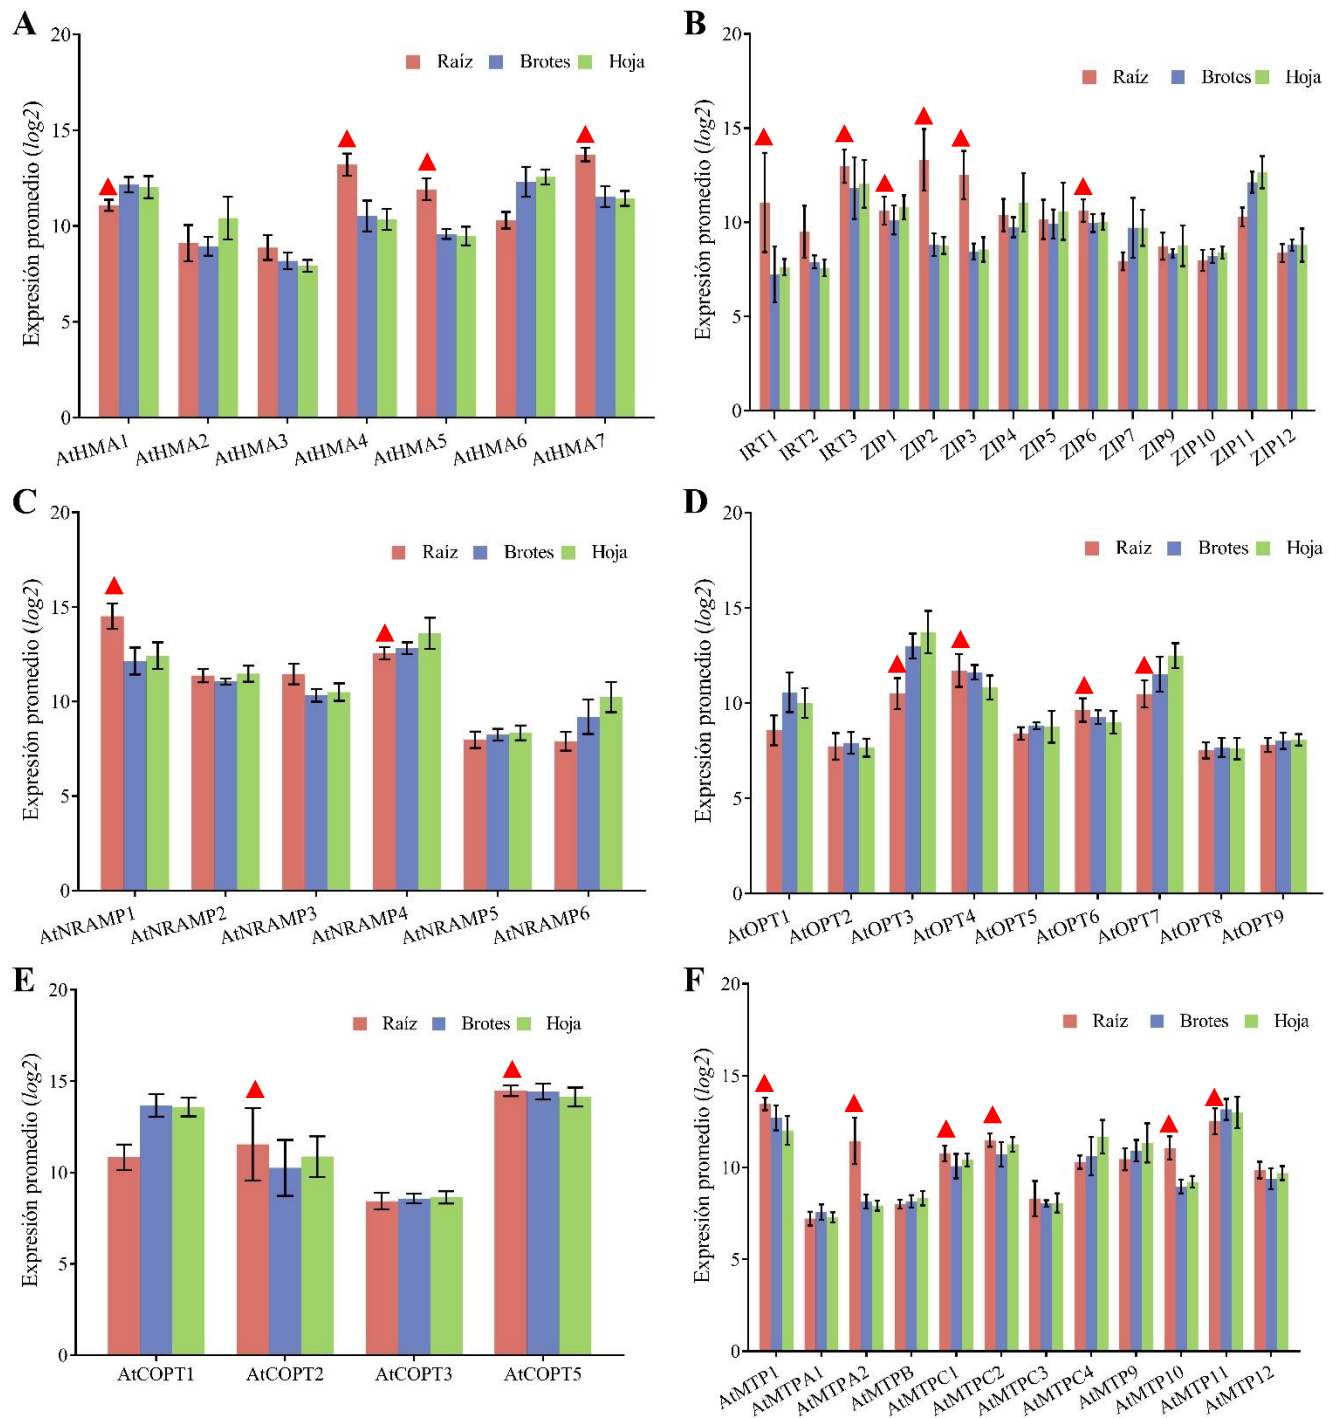 A
Expresión promedio (log2)
20
15
10
5
0
Raíz Brotes Hoja
AtHMA1 AtHMA2 AtHMA3 AtHMA4 AtHMA5 AtHMA6 AtHMA7
B
Expresión promedio (log2)
20
15
10
5
0
Raíz Brotes Hoja
IRT1 IRT2 IRT3 ZIP1 ZIP2 ZIP3 ZIP4 ZIP5 ZIP6 ZIP7 ZIP9 ZIP10 ZIP11 ZIP12
C
Expresión promedio (log2)
20
15
10
5
0
Raíz Brotes Hoja
AtNRAMP1 AtNRAMP2 AtNRAMP3 AtNRAMP4 AtNRAMP5 AtNRAMP6
D
Expresión promedio (log2)
20
15
10
5
0
Raíz Brotes Hoja
AtOPT1 AtOPT2 AtOPT3 AtOPT4 AtOPT5 AtOPT6 AtOPT7 AtOPT8 AtOPT9
E
Expresión promedio (log2)
20
15
10
5
0
Raíz Brotes Hoja
AtCOPT1 AtCOPT2 AtCOPT3 AtCOPT5
F
Expresión promedio (log2)
20
15
10
5
0
Raíz Brotes Hoja
AtMTP1 AtMTPA1 AtMTPA2 AtMTPB AtMTPC1 AtMTPC2 AtMTPC3 AtMTPC4 AtMTP9 AtMTP10 AtMTP11 AtMTP12